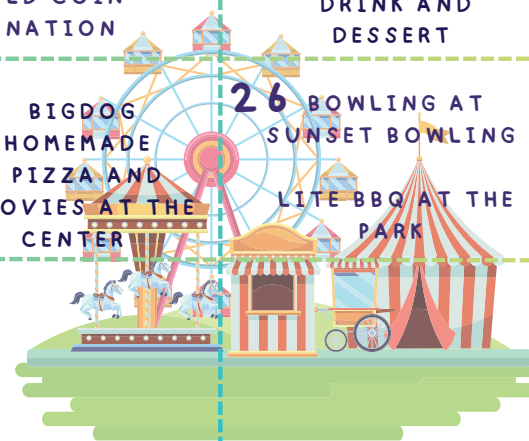 NATION
DRINK AND
DESSERT
BIGDOG
HOMEMADE
PIZZA AND
OVIES AT THE
CENTER
26 BOWLING AT
SUNSET BOWLING
LITE BBQ AT THE
PARK